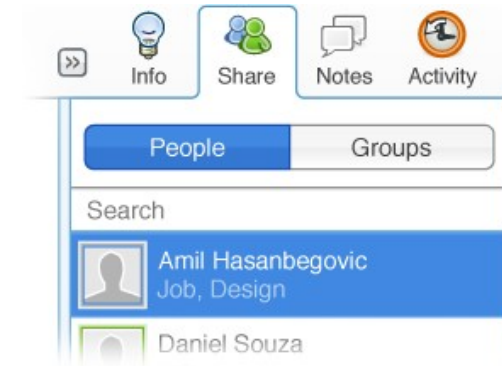 »
Info Share Notes Activity
People Groups
Search
Amil Hasanbegovic
Job, Design
Daniel Souza